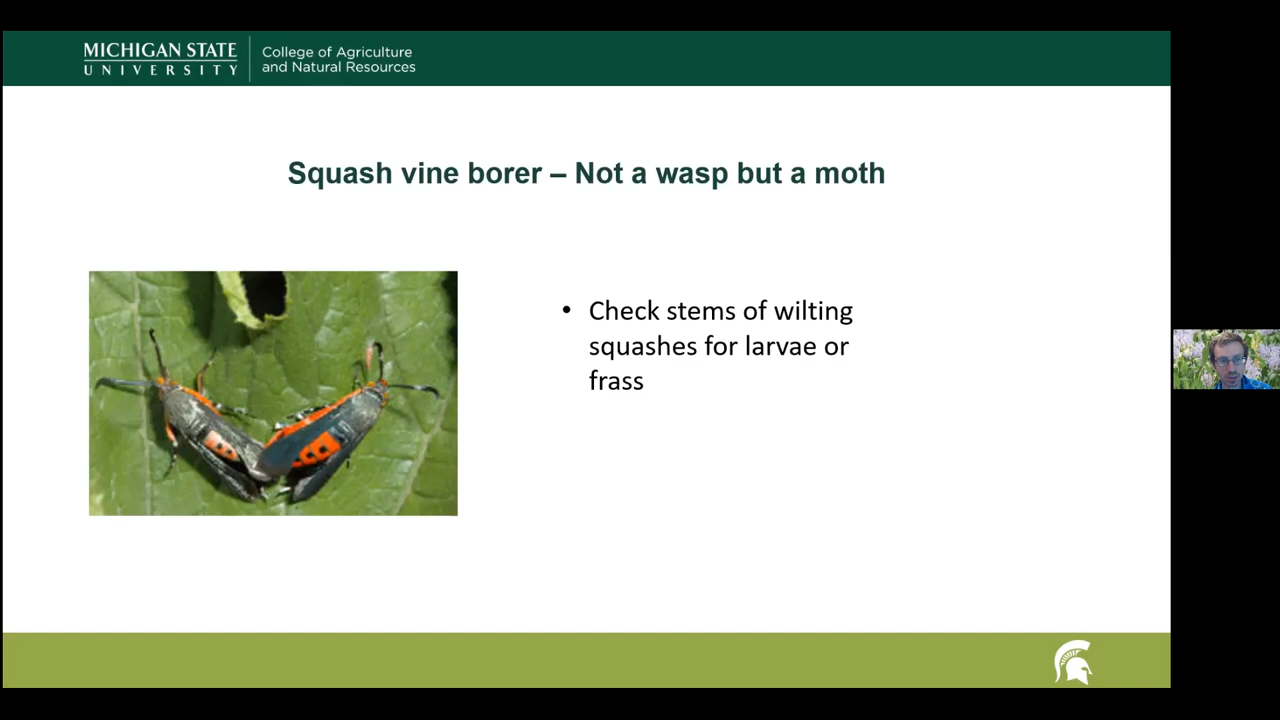 MICHIGAN STATE
UNIVERSITY
College of Agriculture
and Natural Resources
Squash vine borer – Not a wasp but a moth
• Check stems of wilting
squashes for larvae or
frass